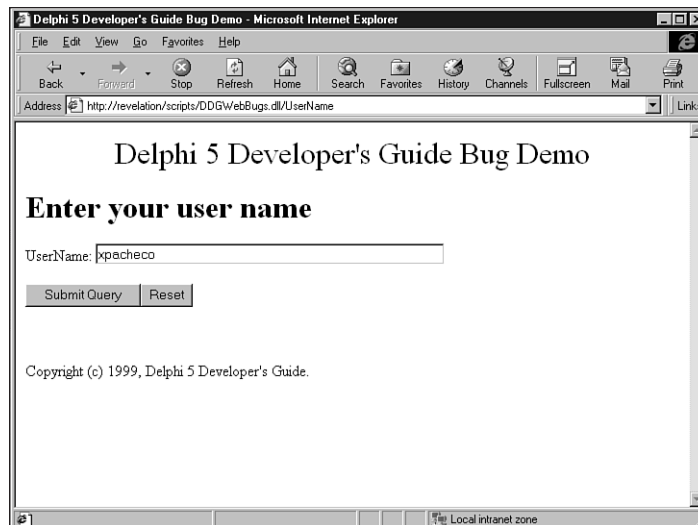 Delphi 5 Developer's Guide Bug Demo - Microsoft Internet Explorer
File Edit View Go Favorites Help
Back Forward Stop Refresh Home Search Favorites History Channels Fullscreen Mail Print
Address http://revelation/scripts/DDGWebBugs.dll/UserName Link
Delphi 5 Developer's Guide Bug Demo
Enter your user name
UserName: xpacheco
Submit Query Reset
Copyright (c) 1999, Delphi 5 Developer's Guide.
Local intranet zone